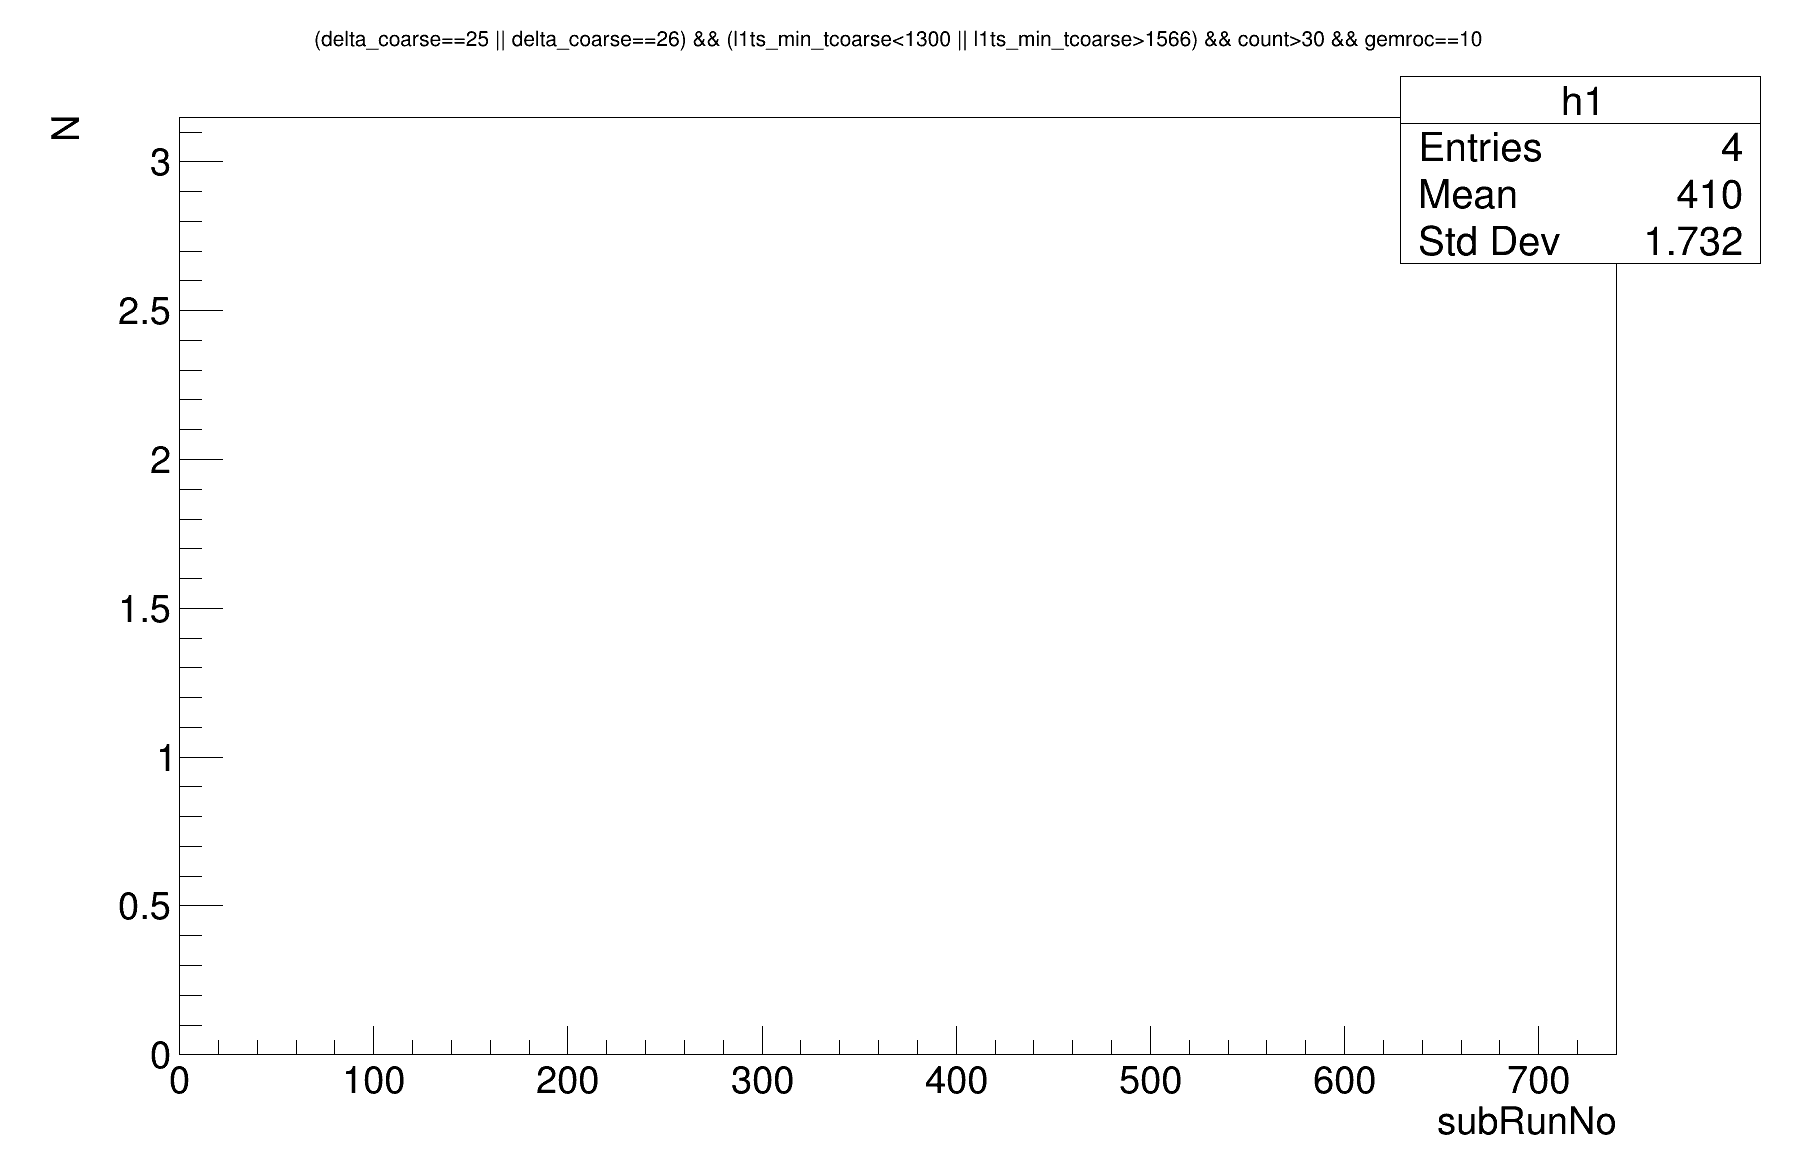 (delta_coarse==25 || delta_coarse==26) && (l1ts_min_tcoarse<1300 || l1ts_min_tcoarse>1566) && count>30 && gemroc==10
h1
Entries 4
Mean 410
Std Dev 1.732
N
3
2.5
2
1.5
1
0.5
0
0 100 200 300 400 500 600 700
subRunNo